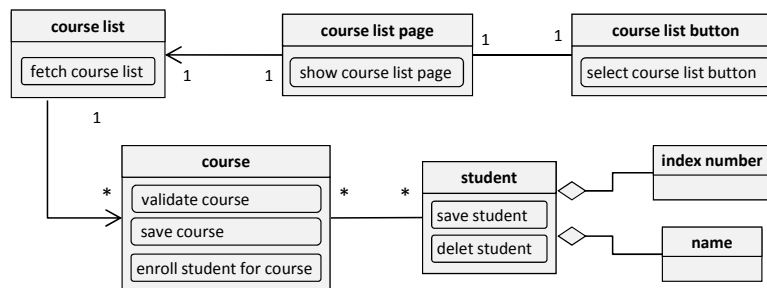 course list
fetch course list
course list page
show course list page
course list button
select course list button
1
1
1
1
1
*
course
validate course
save course
enroll student for course
*
*
student
save student
delet student
index number
name